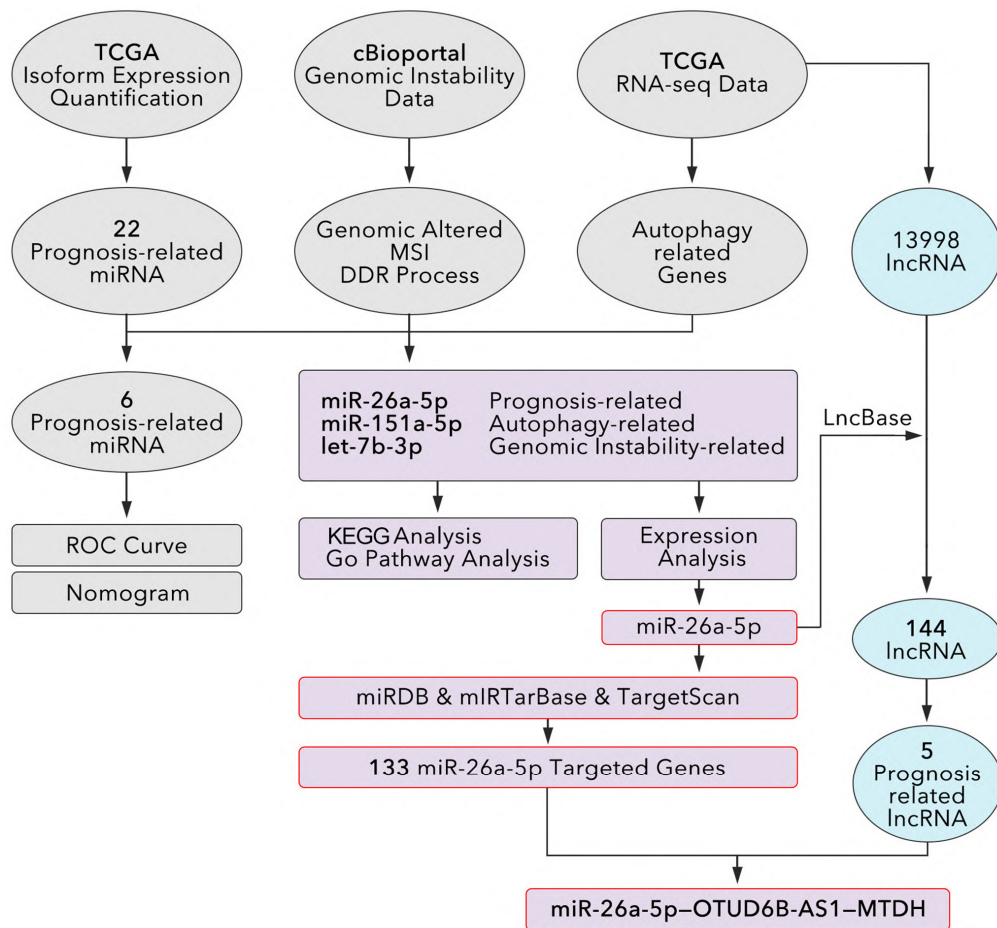 TCGA
Isoform Expression
Quantification
cBioportal
Genomic Instability
Data
TCGA
RNA-seq Data
22
Prognosis-related
miRNA
Genomic Altered
MSI
DDR Process
Autophagy
related
Genes
13998
lncRNA
6
Prognosis-related
miRNA
miR-26a-5p Prognosis-related
miR-151a-5p Autophagy-related
let-7b-3p Genomic Instability-related
LncBase
ROC Curve
Nomogram
KEGG Analysis
Go Pathway Analysis
Expression
Analysis
miR-26a-5p
144
lncRNA
miRDB & mIRTarBase & TargetScan
133 miR-26a-5p Targeted Genes
5
Prognosis
related
lncRNA
miR-26a-5p–OTUD6B-AS1–MTDH